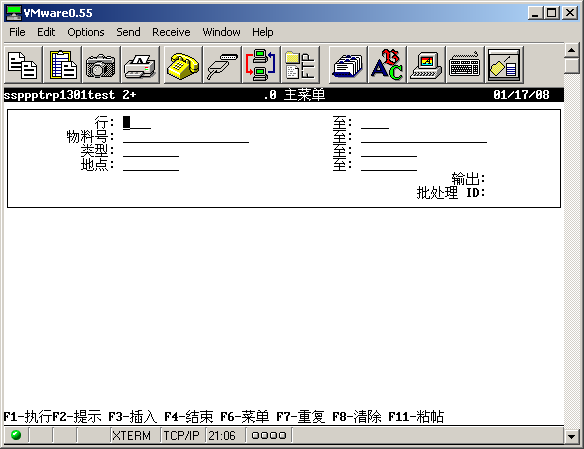 VMware0.55
File Edit Options Send Receive Window Help
ssppptrp1301test 2+ .0 主菜单 01/17/08
行: 至:
物料号: 至:
类型: 至:
地点: 至:
输出:
批处理 ID:
F1-执行F2-提示 F3-插入 F4-结束 F6-菜单 F7-重复 F8-清除 F11-粘帖
XTERM TCP/IP 21:06